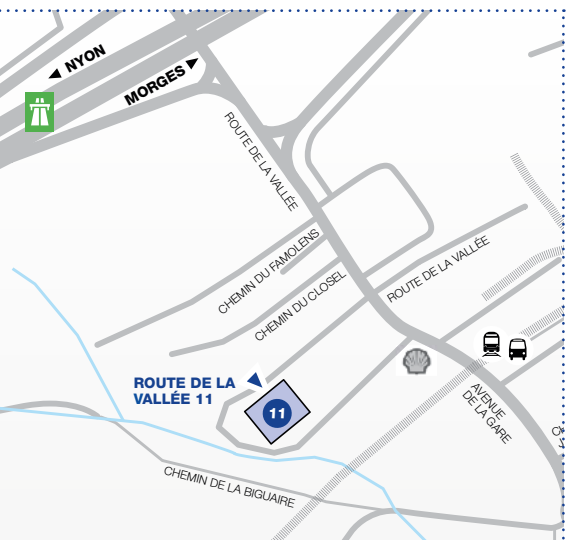 NYON
MORGES
ROUTE DE LA VALLÉE
CHEMIN DU FAMOLENS
CHEMIN DU CLOSEL
ROUTE DE LA VALLÉE
ROUTE DE LA
VALLÉE 11
11
AVENUE
DE LA GARE
CHEMIN DE LA BIGUAIRE